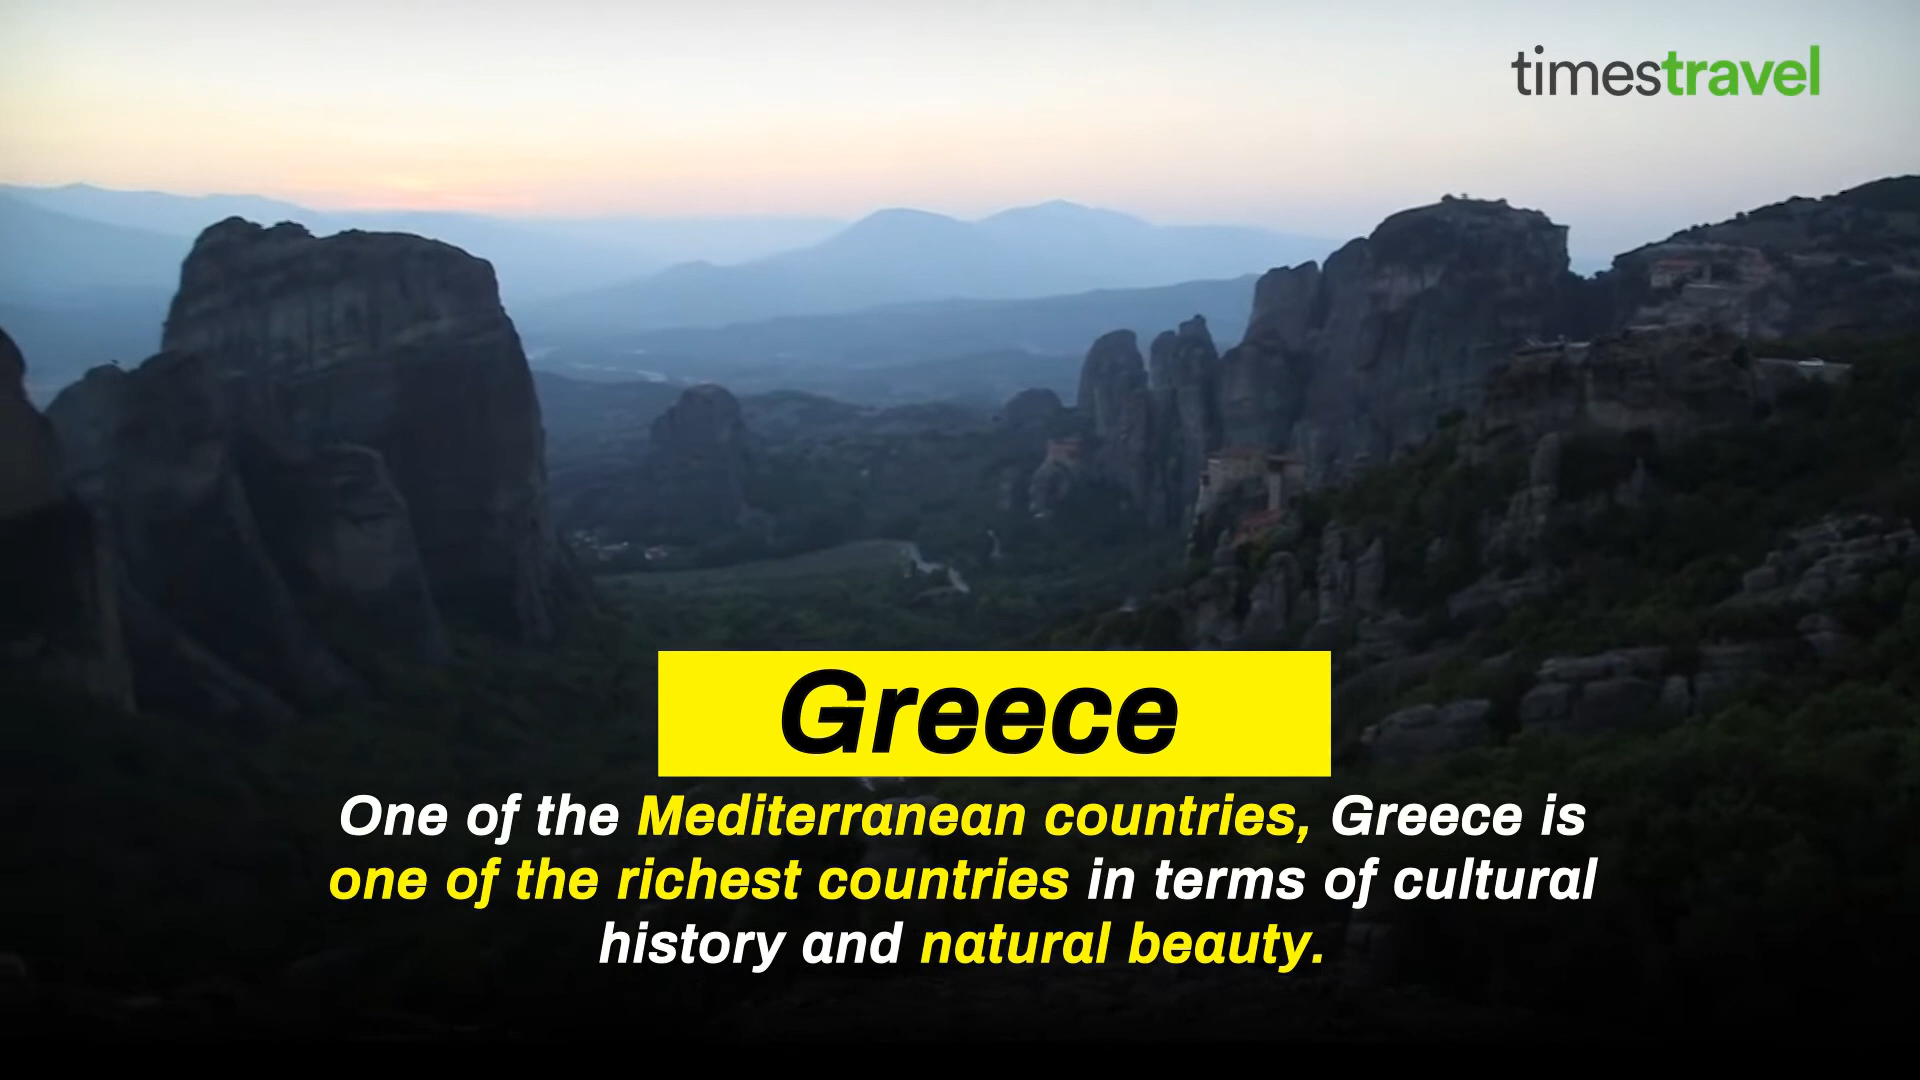 timestravel
Greece
One of the Mediterranean countries, Greece is
one of the richest countries in terms of cultural
history and natural beauty.